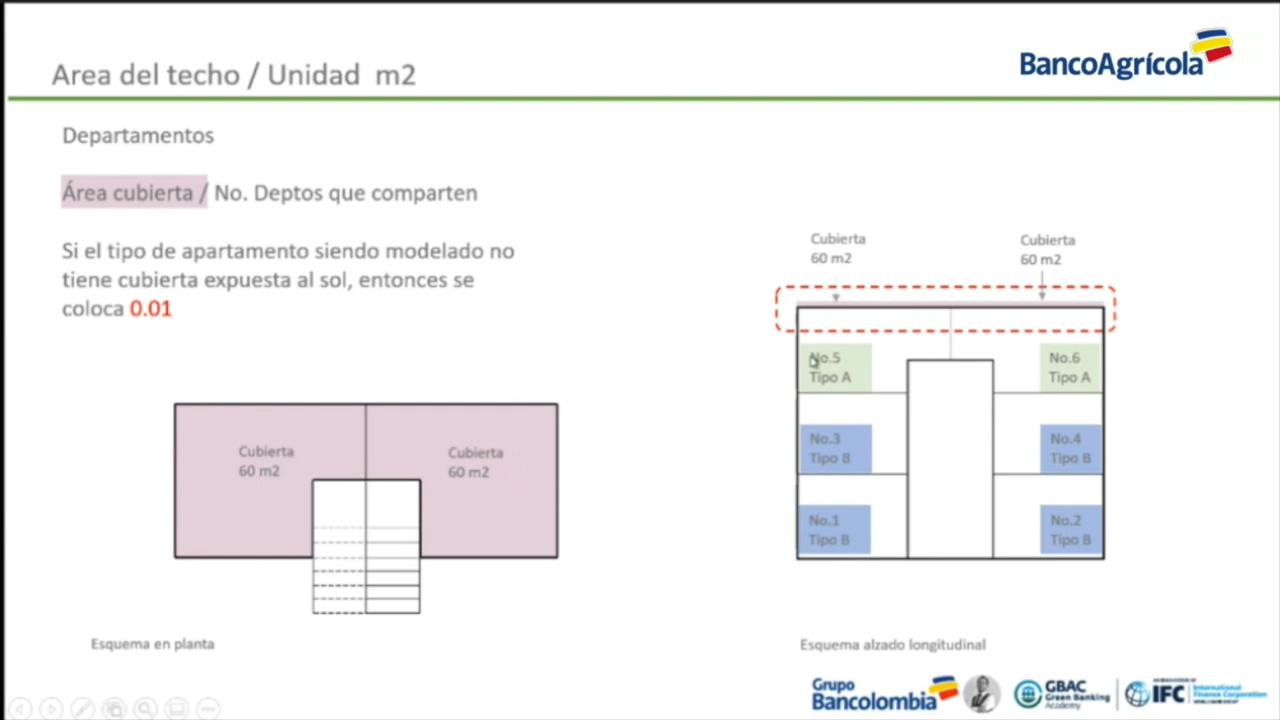 Area del techo / Unidad m2
BancoAgrícola
Departamentos
Área cubierta / No. Deptos que comparten
Si el tipo de apartamento siendo modelado no
tiene cubierta expuesta al sol, entonces se
coloca 0.01
Cubierta
60 m2
Cubierta
60 m2
Esquema en planta
Cubierta
60 m2
Cubierta
60 m2
No.5
Tipo A
No.6
Tipo A
No.3
Tipo B
No.4
Tipo B
No.1
Tipo B
No.2
Tipo B
Esquema alzado longitudinal
Grupo
Bancolombia
GBAC
Green Banking
Academy
IFC
International
Finance Corporation